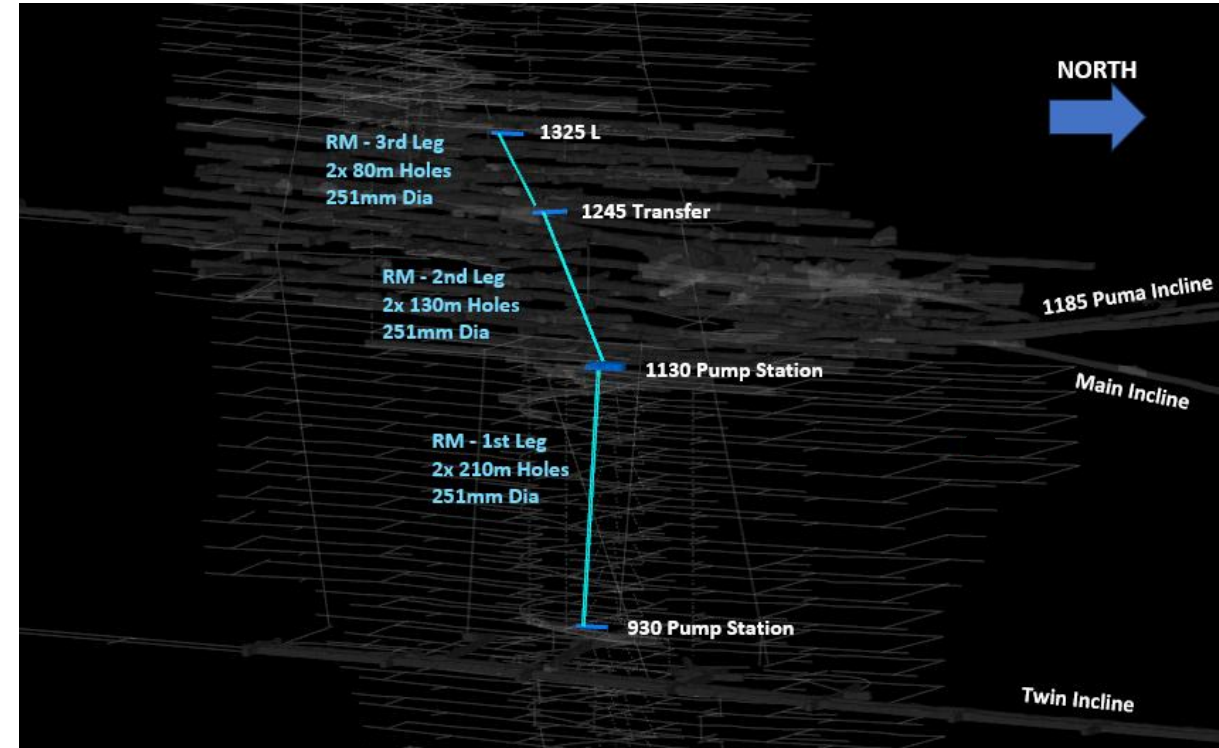 NORTH
1325 L
RM - 3rd Leg
2x 80m Holes
251mm Dia
1245 Transfer
RM - 2nd Leg
2x 130m Holes
251mm Dia
1185 Puma Incline
1130 Pump Station
Main Incline
RM - 1st Leg
2x 210m Holes
251mm Dia
930 Pump Station
Twin Incline